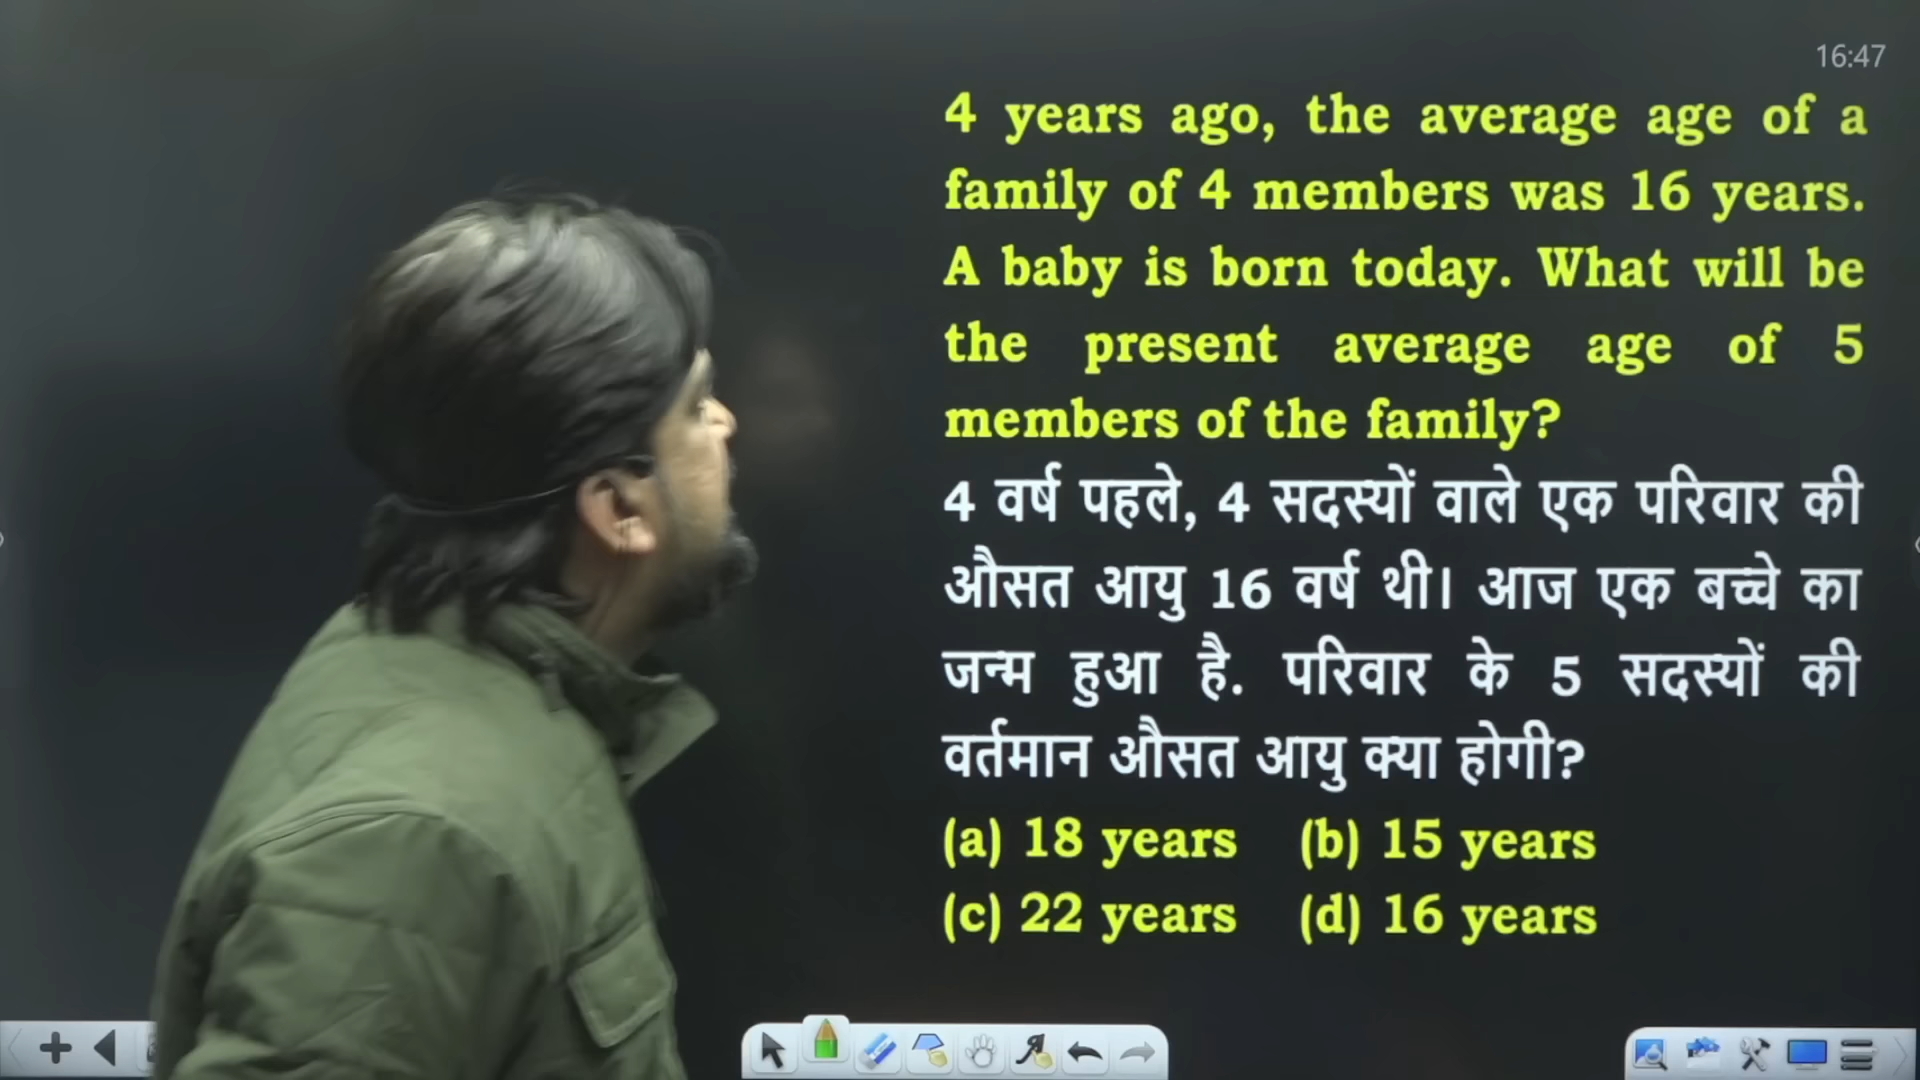 16:47
4 years ago, the average age of a
family of 4 members was 16 years.
A baby is born today. What will be
the present average age of 5
members of the family?
4 वर्ष पहले, 4 सदस्यों वाले एक परिवार की
औसत आयु 16 वर्ष थी। आज एक बच्चे का
जन्म हुआ है. परिवार के 5 सदस्यों की
वर्तमान औसत आयु क्या होगी?
(a) 18 years (b) 15 years
(c) 22 years (d) 16 years